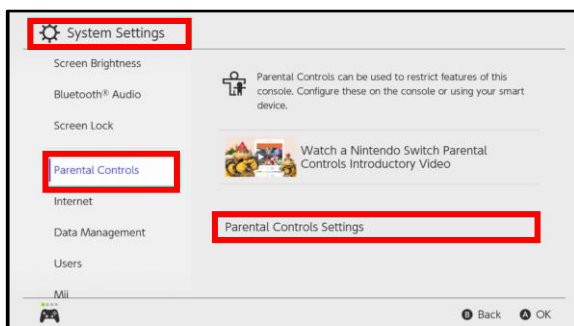 System Settings
Screen Brightness
Bluetooth® Audio
Screen Lock
Parental Controls
Internet
Data Management
Users
Mii
Parental Controls can be used to restrict features of this
console. Configure these on the console or using your smart
device.
Watch a Nintendo Switch Parental
Controls Introductory Video
Parental Controls Settings
B Back A OK